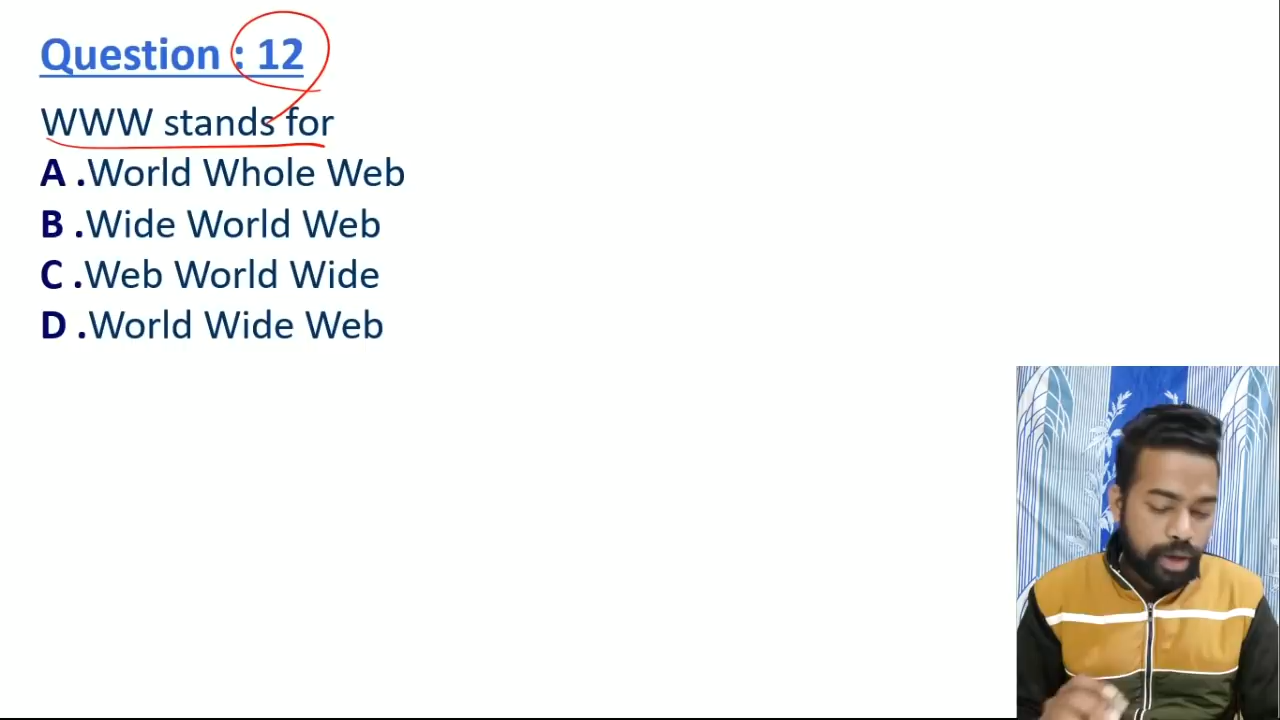 Question : 12
WWW stands for
A .World Whole Web
B .Wide World Web
C .Web World Wide
D .World Wide Web